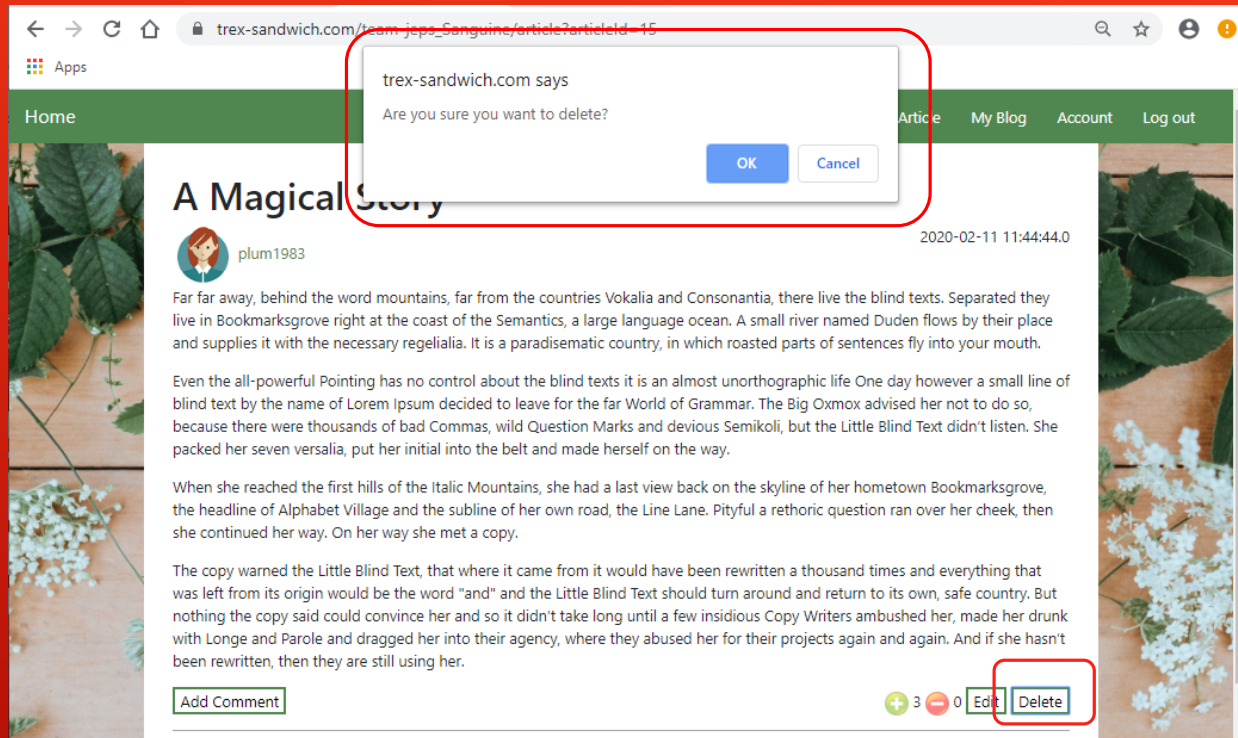 trex-sandwich.com/team-jeps_Sanguine/article?articleId=15
Apps
trex-sandwich.com says
Are you sure you want to delete?
OK Cancel
Home Article My Blog Account Log out
A Magical Story
plum1983
2020-02-11 11:44:44.0
Far far away, behind the word mountains, far from the countries Vokalia and Consonantia, there live the blind texts. Separated they
live in Bookmarksgrove right at the coast of the Semantics, a large language ocean. A small river named Duden flows by their place
and supplies it with the necessary regelialia. It is a paradisematic country, in which roasted parts of sentences fly into your mouth.
Even the all-powerful Pointing has no control about the blind texts it is an almost unorthographic life One day however a small line of
blind text by the name of Lorem Ipsum decided to leave for the far World of Grammar. The Big Oxmox advised her not to do so,
because there were thousands of bad Commas, wild Question Marks and devious Semikoli, but the Little Blind Text didn't listen. She
packed her seven versalia, put her initial into the belt and made herself on the way.
When she reached the first hills of the Italic Mountains, she had a last view back on the skyline of her hometown Bookmarksgrove,
the headline of Alphabet Village and the subline of her own road, the Line Lane. Pityful a rethoric question ran over her cheek, then
she continued her way. On her way she met a copy.
The copy warned the Little Blind Text, that where it came from it would have been rewritten a thousand times and everything that
was left from its origin would be the word "and" and the Little Blind Text should turn around and return to its own, safe country. But
nothing the copy said could convince her and so it didn't take long until a few insidious Copy Writers ambushed her, made her drunk
with Longe and Parole and dragged her into their agency, where they abused her for their projects again and again. And if she hasn't
been rewritten, then they are still using her.
Add Comment 3 0 Edit Delete